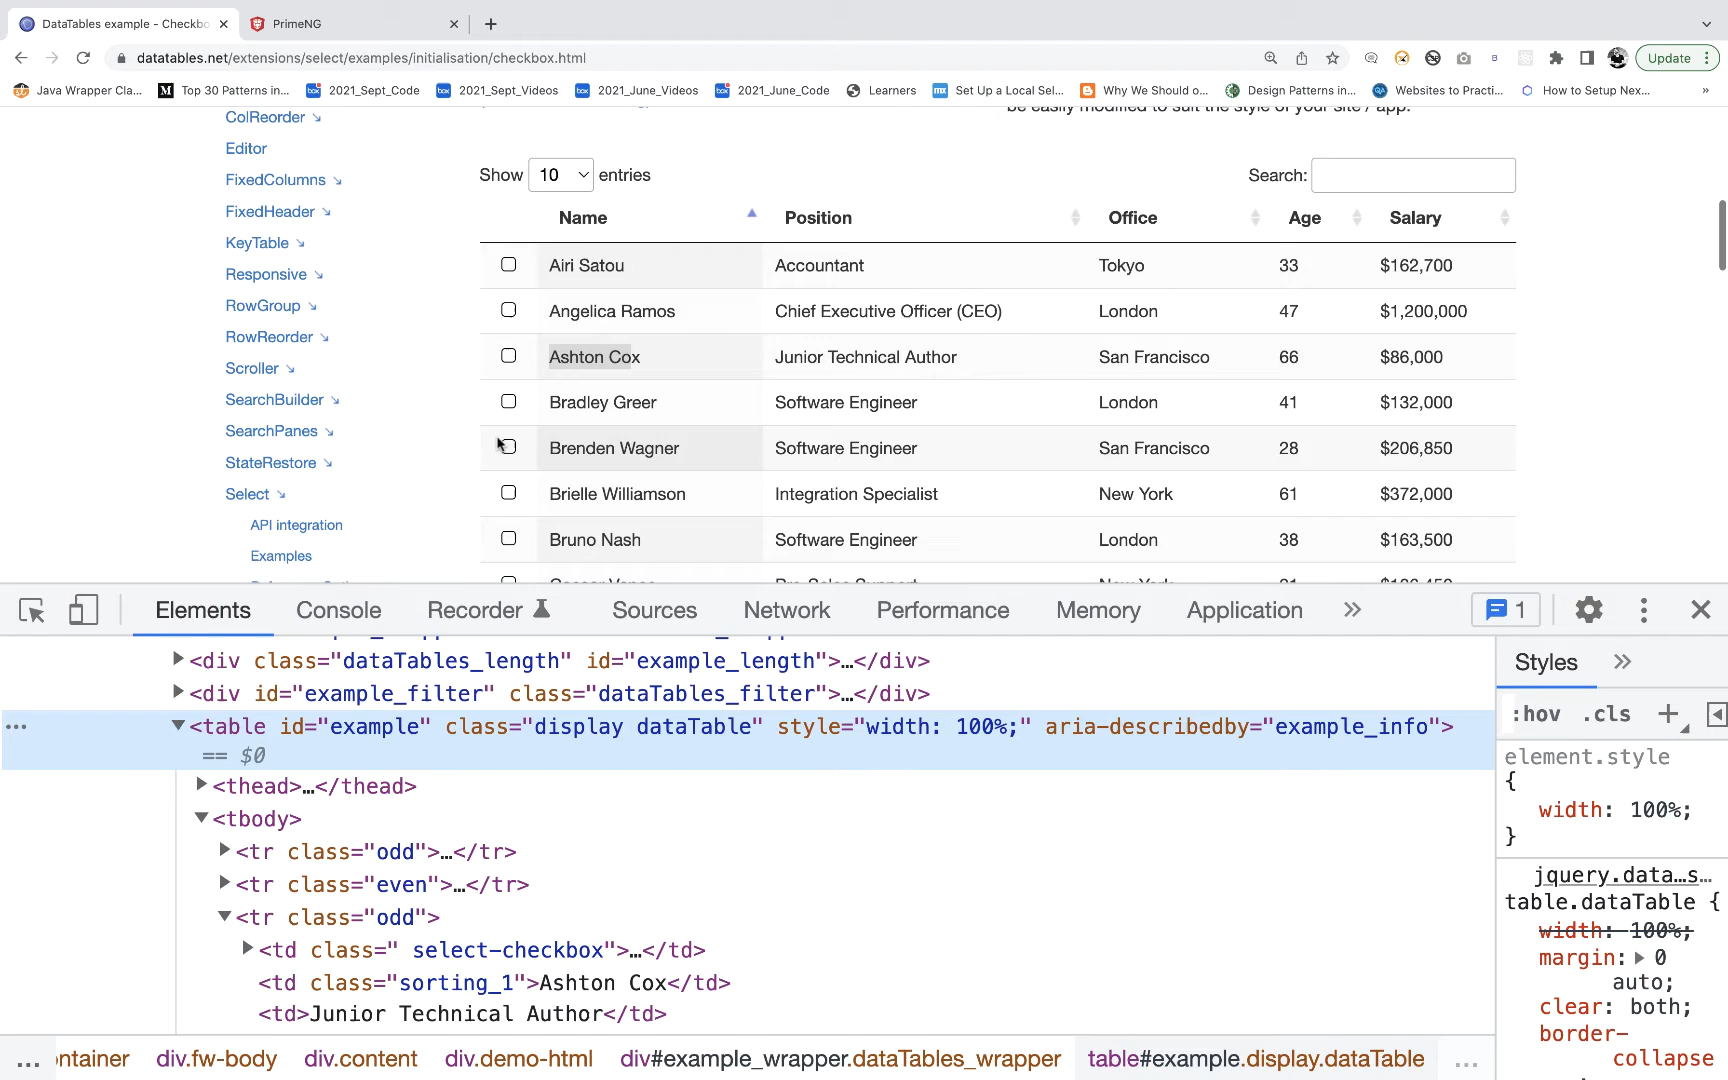 DataTables example - Checkbo
PrimeNG
datatables.net/extensions/select/examples/initialisation/checkbox.html
Update
Java Wrapper Cla...
Top 30 Patterns in...
2021_Sept_Code
2021_Sept_Videos
2021_June_Videos
2021_June_Code
Learners
Set Up a Local Sel...
Why We Should o...
Design Patterns in...
Websites to Practi...
How to Setup Nex...
»
be easily modified to suit the style of your site / app.
ColReorder
Editor
FixedColumns
FixedHeader
KeyTable
Responsive
RowGroup
RowReorder
Scroller
SearchBuilder
SearchPanes
StateRestore
Select
API integration
Examples
Show 10 entries
Search:
Name Position Office Age Salary
Airi Satou Accountant Tokyo 33 $162,700
Angelica Ramos Chief Executive Officer (CEO) London 47 $1,200,000
Ashton Cox Junior Technical Author San Francisco 66 $86,000
Bradley Greer Software Engineer London 41 $132,000
Brenden Wagner Software Engineer San Francisco 28 $206,850
Brielle Williamson Integration Specialist New York 61 $372,000
Bruno Nash Software Engineer London 38 $163,500
Elements Console Recorder Sources Network Performance Memory Application » 1
<div class="dataTables_length" id="example_length">…</div>
<div id="example_filter" class="dataTables_filter">…</div>
<table id="example" class="display dataTable" style="width: 100%;" aria-describedby="example_info">
== $0
<thead>…</thead>
<tbody>
<tr class="odd">…</tr>
<tr class="even">…</tr>
<tr class="odd">
<td class=" select-checkbox">…</td>
<td class="sorting_1">Ashton Cox</td>
<td>Junior Technical Author</td>
... ontainer div.fw-body div.content div.demo-html div#example_wrapper.dataTables_wrapper table#example.display.dataTable ...
Styles »
:hov .cls +
element.style
{
width: 100%;
}
jquery.data…s…
table.dataTable {
width: 100%;
margin: 0
auto;
clear: both;
border-
collapse